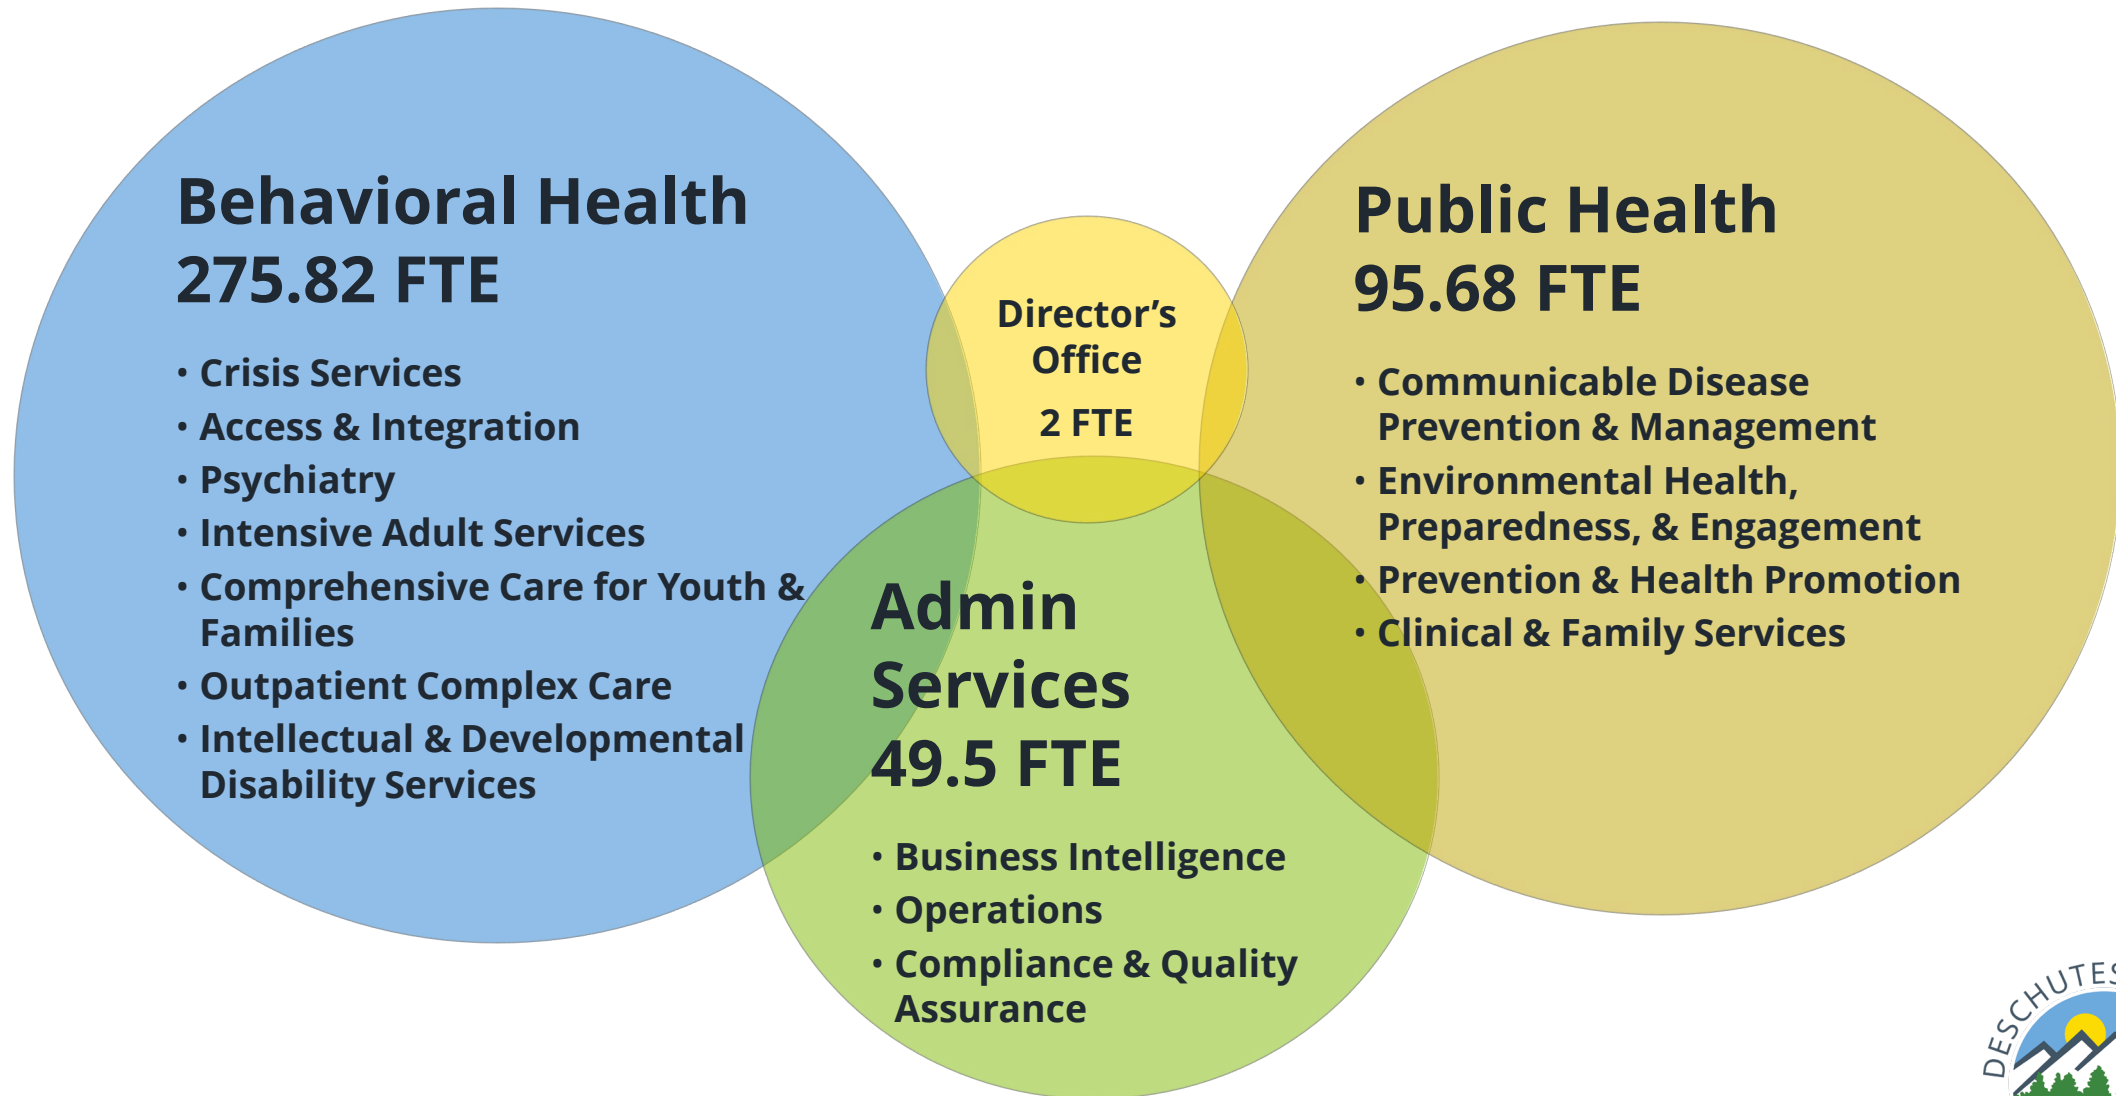 Behavioral Health
275.82 FTE
• Crisis Services
• Access & Integration
• Psychiatry
• Intensive Adult Services
• Comprehensive Care for Youth &
Families
• Outpatient Complex Care
• Intellectual & Developmental
Disability Services
Director’s
Office
2 FTE
Public Health
95.68 FTE
• Communicable Disease
Prevention & Management
• Environmental Health,
Preparedness, & Engagement
• Prevention & Health Promotion
• Clinical & Family Services
Admin
Services
49.5 FTE
• Business Intelligence
• Operations
• Compliance & Quality
Assurance
DESCHUTES